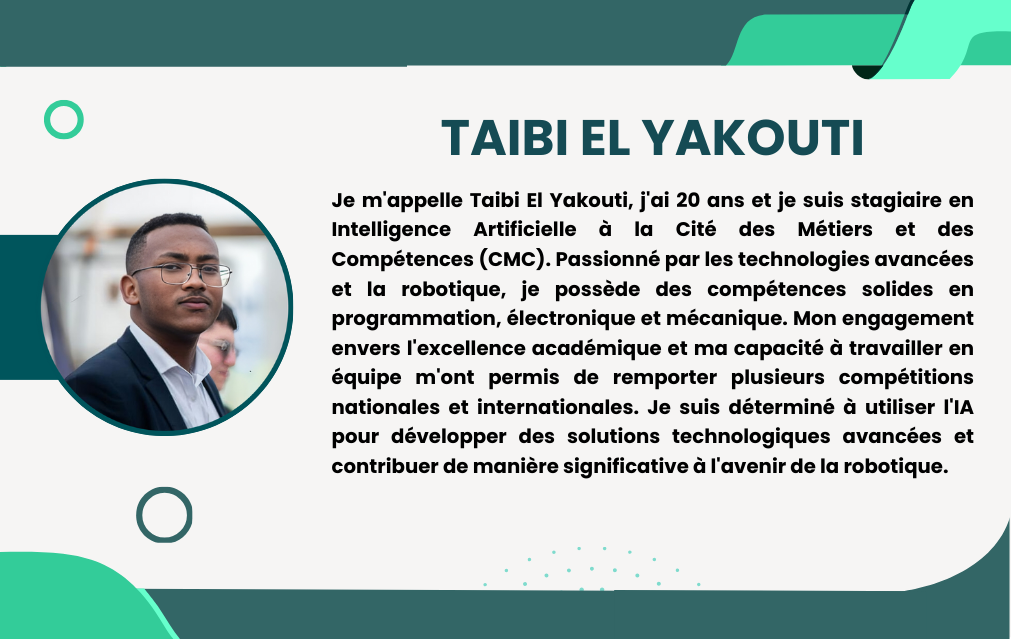 TAIBI EL YAKOUTI
Je m'appelle Taibi El Yakouti, j'ai 20 ans et je suis stagiaire en
Intelligence Artificielle à la Cité des Métiers et des
Compétences (CMC). Passionné par les technologies avancées
et la robotique, je possède des compétences solides en
programmation, électronique et mécanique. Mon engagement
envers l'excellence académique et ma capacité à travailler en
équipe m'ont permis de remporter plusieurs compétitions
nationales et internationales. Je suis déterminé à utiliser l'IA
pour développer des solutions technologiques avancées et
contribuer de manière significative à l'avenir de la robotique.